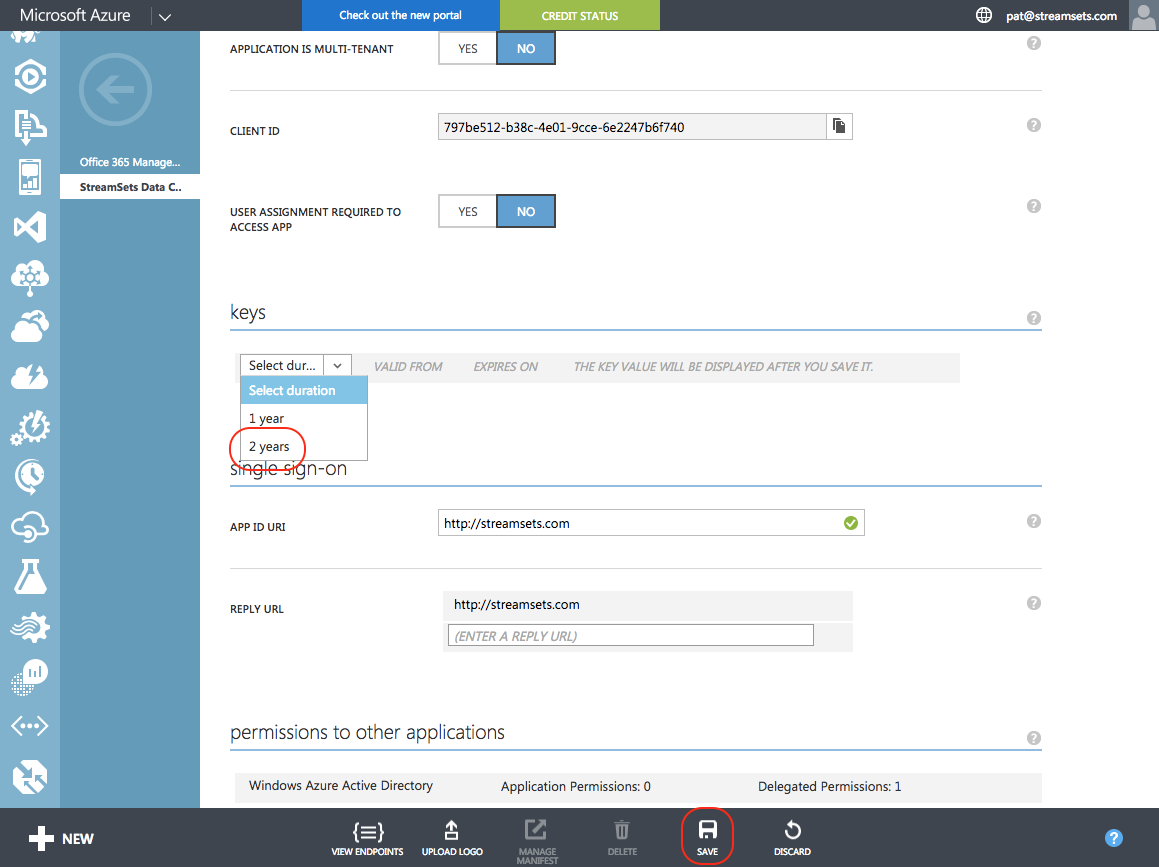 Microsoft Azure
Check out the new portal
CREDIT STATUS
pat@streamsets.com
Office 365 Manage...
StreamSets Data C..
APPLICATION IS MULTI-TENANT
YES
NO
?
CLIENT ID
797be512-b38c-4e01-9cce-6e2247b6f740
?
USER ASSIGNMENT REQUIRED TO
ACCESS APP
YES
NO
?
keys
?
Select dur...
VALID FROM
EXPIRES ON
THE KEY VALUE WILL BE DISPLAYED AFTER YOU SAVE IT.
Select duration
1 year
2 years
single sign-on
APP ID URI
http://streamsets.com
?
REPLY URL
http://streamsets.com
?
(ENTER A REPLY URL)
permissions to other applications
?
Windows Azure Active Directory
Application Permissions: 0
Delegated Permissions: 1
NEW
VIEW ENDPOINTS
UPLOAD LOGO
MANAGE
MANIFEST
DELETE
SAVE
DISCARD
?